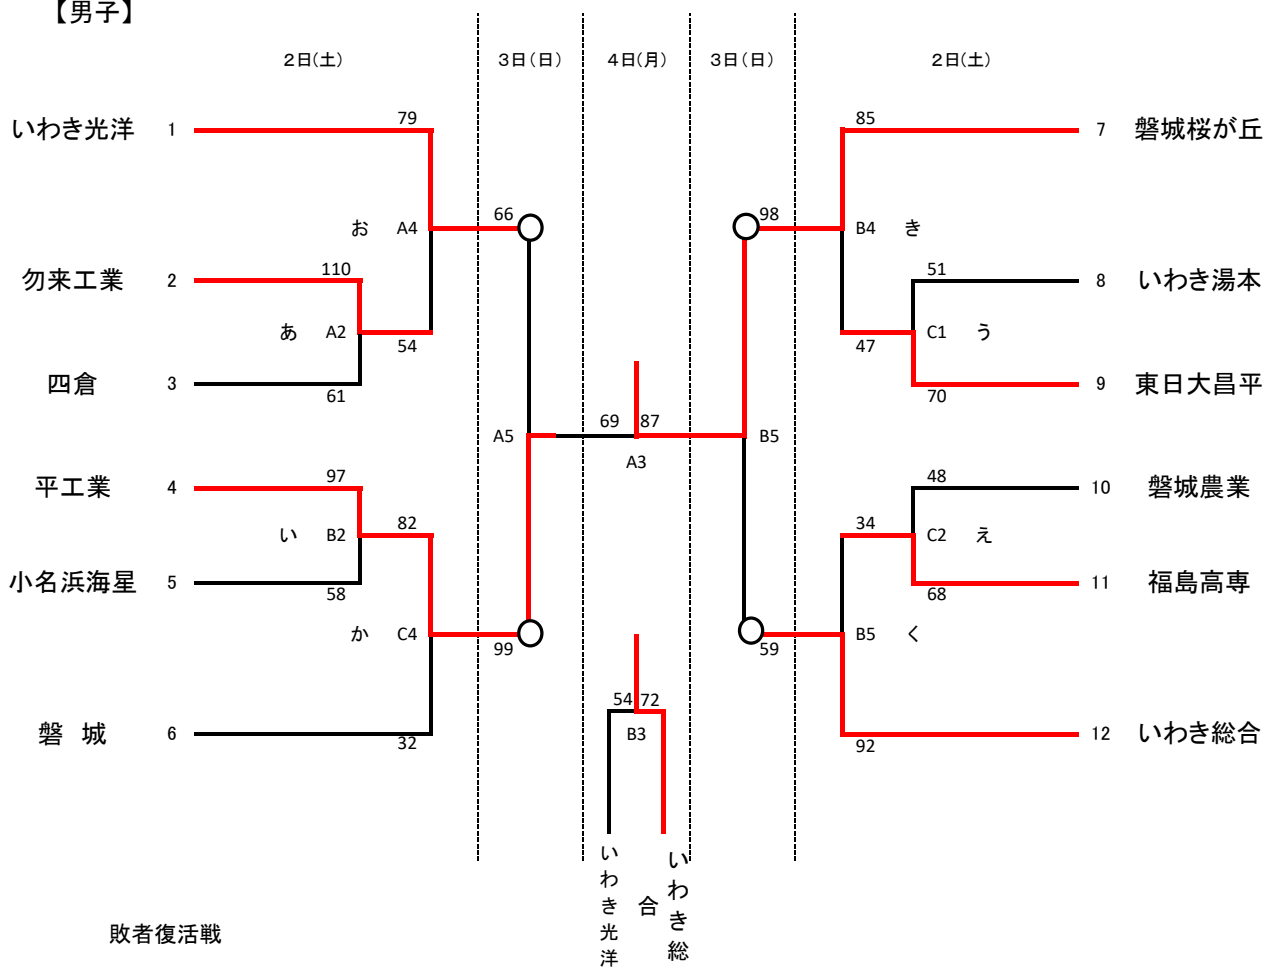 【男子】
2日(土)
3日(日)
4日(月)
3日(日)
2日(土)
いわき光洋 1
79
85
7 磐城桜が丘
お A4
66
98
B4 き
勿来工業 2
110
51
8 いわき湯本
あ A2
54
47
C1 う
四倉 3
61
70
9 東日大昌平
A5
69
87
B5
A3
平工業 4
97
48
10 磐城農業
い B2
82
34
C2 え
小名浜海星 5
58
68
11 福島高専
か C4
99
59
B5 く
54
72
B3
磐 城 6
32
92
12 いわき総合
いわき光洋
いわき総
合
敗者復活戦